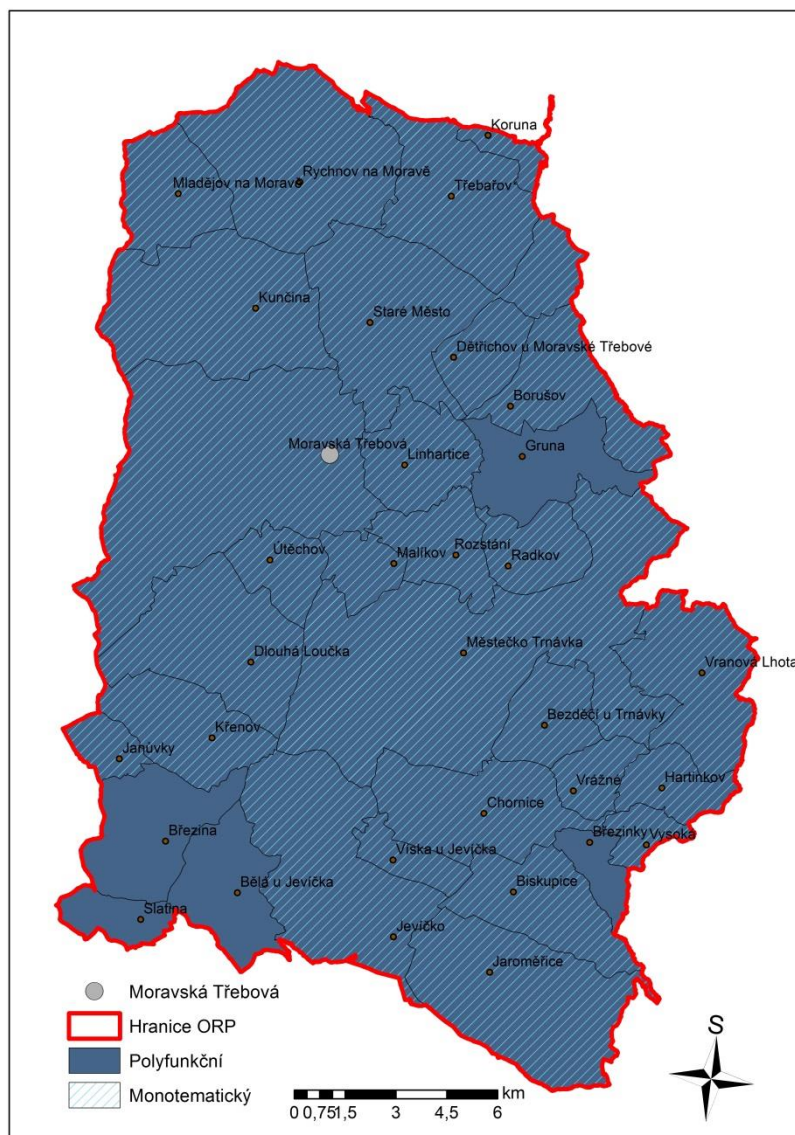 Koruna
Rychnov na Moravě
Mladějov na Moravě
Třebařov
Kunčina
Staré Město
Dětřichov u Moravské Třebové
Borušov
Moravská Třebová
Gruna
Linhartice
Útěchov
Malíkov
Rozstání
Radkov
Dlouhá Loučka
Městečko Trnávka
Vranová Lhota
Křenov
Bezděčí u Trnávky
Janůvky
Vrážné
Hartinkov
Chornice
Březina
Březinky
Vysoká
Víska u Jevíčka
Bělá u Jevíčka
Biskupice
Slatina
Jevíčko
Jaroměřice
Moravská Třebová
Hranice ORP
Polyfunkční
Monotematický
S
km
0 0,75 1,5 3 4,5 6